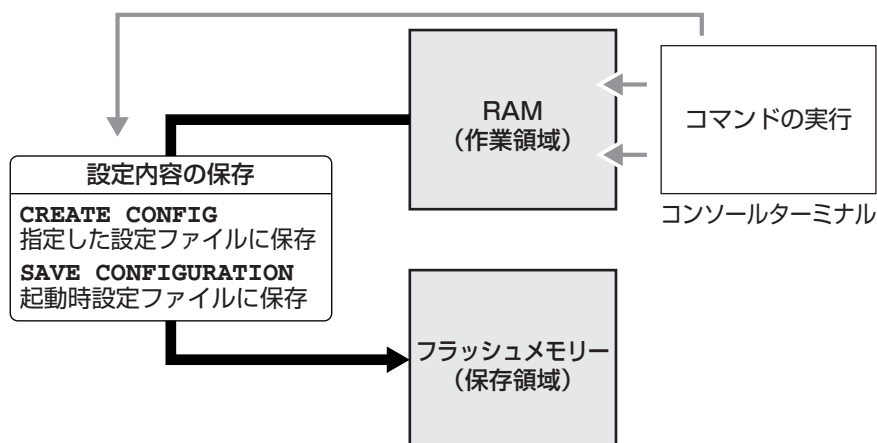 RAM
（作業領域）
コマンドの実行
コンソールターミナル
設定内容の保存
CREATE CONFIG
指定した設定ファイルに保存
SAVE CONFIGURATION
起動時設定ファイルに保存
フラッシュメモリー
（保存領域）